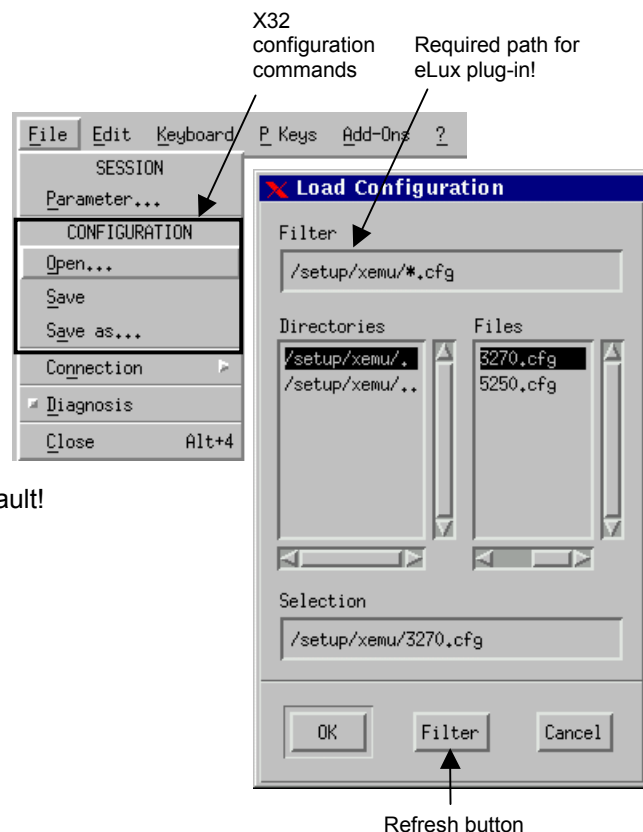 X32
configuration
commands
Required path for
eLux plug-in!
File Edit Keyboard P Keys Add-Ons ?
SESSION
Parameter...
CONFIGURATION
Open...
Save
Save as...
Connection
Diagnosis
Close Alt+4
ault!
Load Configuration
Filter
/setup/xemu/*.cfg
Directories Files
/setup/xemu/. 3270.cfg
/setup/xemu/.. 5250.cfg
Selection
/setup/xemu/3270.cfg
OK Filter Cancel
Refresh button